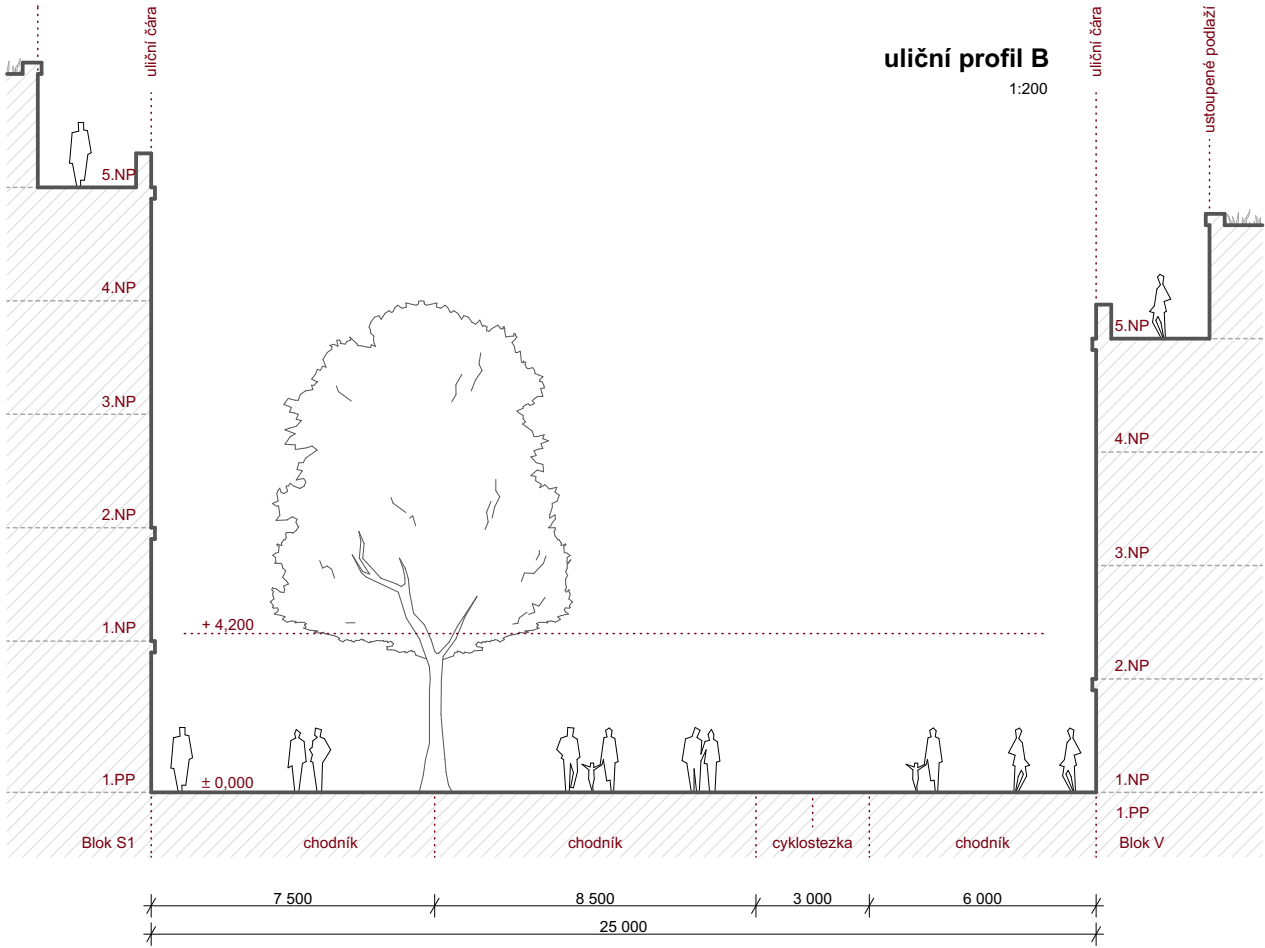 uliční čára
uliční profil B
1:200
uliční čára
ustoupené podlaží
5.NP
4.NP
3.NP
2.NP
1.NP
1.PP
+ 4,200
± 0,000
5.NP
4.NP
3.NP
2.NP
1.NP
1.PP
Blok S1
chodník
chodník
cyklostezka
chodník
Blok V
7 500
8 500
3 000
6 000
25 000